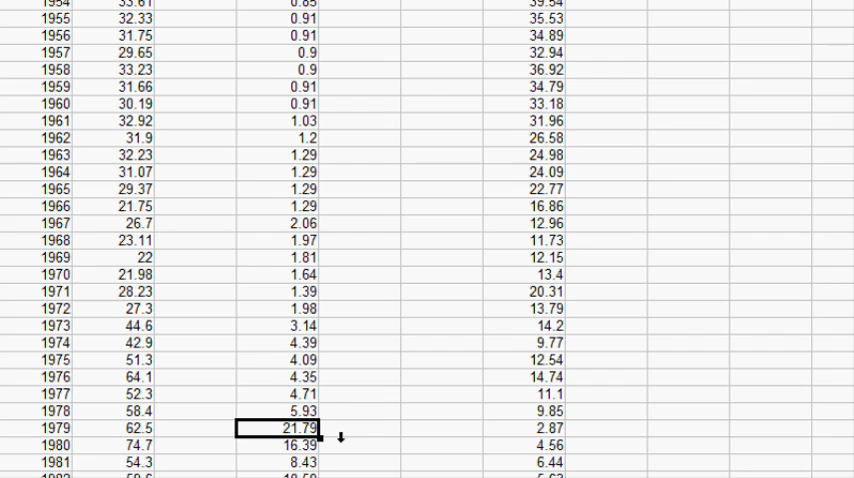 1954 33.61 0.85 39.54
1955 32.33 0.91 35.53
1956 31.75 0.91 34.89
1957 29.65 0.9 32.94
1958 33.23 0.9 36.92
1959 31.66 0.91 34.79
1960 30.19 0.91 33.18
1961 32.92 1.03 31.96
1962 31.9 1.2 26.58
1963 32.23 1.29 24.98
1964 31.07 1.29 24.09
1965 29.37 1.29 22.77
1966 21.75 1.29 16.86
1967 26.7 2.06 12.96
1968 23.11 1.97 11.73
1969 22 1.81 12.15
1970 21.98 1.64 13.4
1971 28.23 1.39 20.31
1972 27.3 1.98 13.79
1973 44.6 3.14 14.2
1974 42.9 4.39 9.77
1975 51.3 4.09 12.54
1976 64.1 4.35 14.74
1977 52.3 4.71 11.1
1978 58.4 5.93 9.85
1979 62.5 21.79 2.87
1980 74.7 16.39 4.56
1981 54.3 8.43 6.44